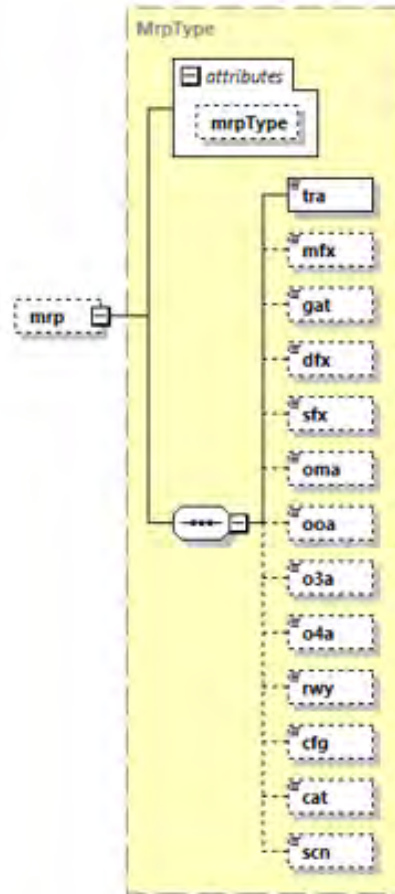 MrpType
attributes
mrpType
tra
mfx
gat
mrp
dfx
sfx
oma
ooa
o3a
o4a
rwy
cfg
cat
scn